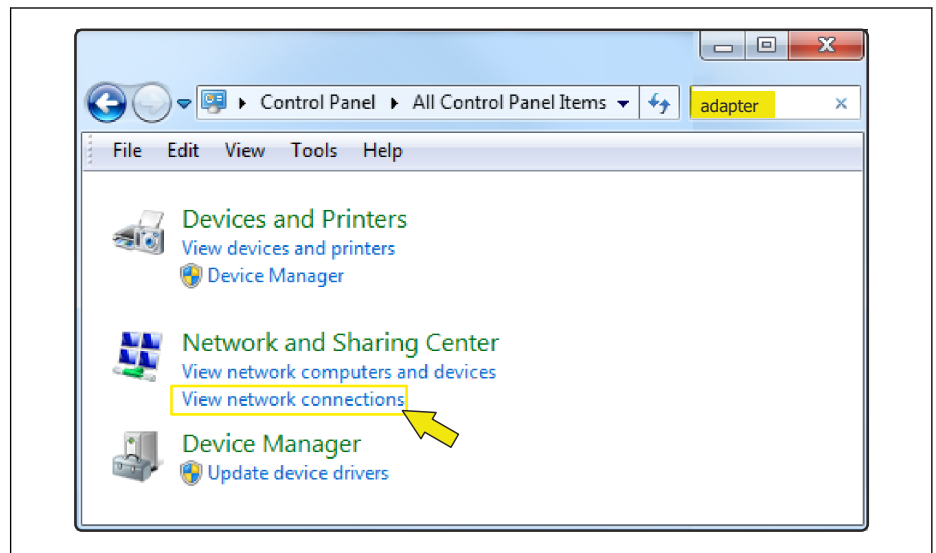 Control Panel All Control Panel Items adapter
File Edit View Tools Help
Devices and Printers
View devices and printers
Device Manager
Network and Sharing Center
View network computers and devices
View network connections
Device Manager
Update device drivers